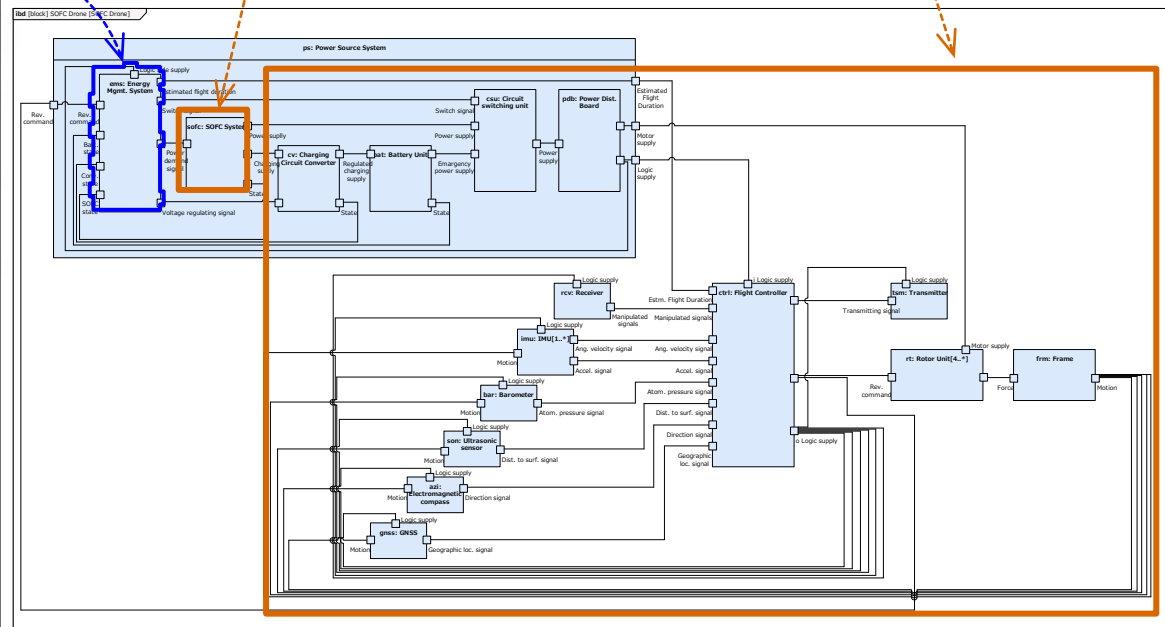 ibd [block] SOFC Drone [SOFC Drone]
ps: Power Source System
ems: Energy
Mgmt. System
Estimated flight duration
Rev.
command
Rev.
command
Power
demand
signal
Voltage regulating signal
sofc: SOFC System
Power supply
Charging
supply
State
cv: Charging
Circuit Converter
Regulated
charging
supply
State
bat: Battery Unit
Emargency
power supply
State
Switch signal
Power supply
csu: Circuit
switching unit
Power
supply
pdb: Power Dist.
Board
Estimated
Flight
Duration
Motor
supply
Logic
supply
Logic supply
rcv: Receiver
Manipulated
signals
Logic supply
imu: IMU[1..*]
Motion
Ang. velocity signal
Accel. signal
Logic supply
bar: Barometer
Motion
Atom. pressure signal
Logic supply
son: Ultrasonic
sensor
Motion
Dist. to surf. signal
Logic supply
azi:
Electromagnetic
compass
Motion
Direction signal
Logic supply
gnss: GNSS
Motion
Geographic loc. signal
i Logic supply
ctrl: Flight Controller
Estm. Flight Duration
Manipulated signals
Ang. velocity signal
Accel. signal
Atom. pressure signal
Dist. to surf. signal
Direction signal
Geographic
loc. signal
o Logic supply
Logic supply
tsm: Transmitter
Transmitting signal
Motor supply
rt: Rotor Unit[4..*]
Rev.
command
Force
frm: Frame
Motion